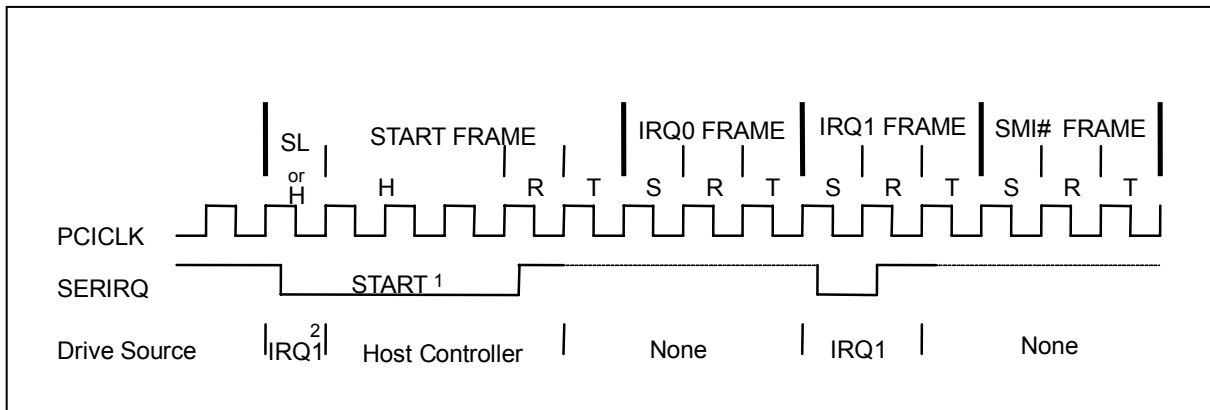 SL START FRAME IRQ0 FRAME IRQ1 FRAME SMI# FRAME
or
H H R T S R T S R T S R T
PCICLK
SERIRQ START 1
Drive Source IRQ1 2 Host Controller None IRQ1 None